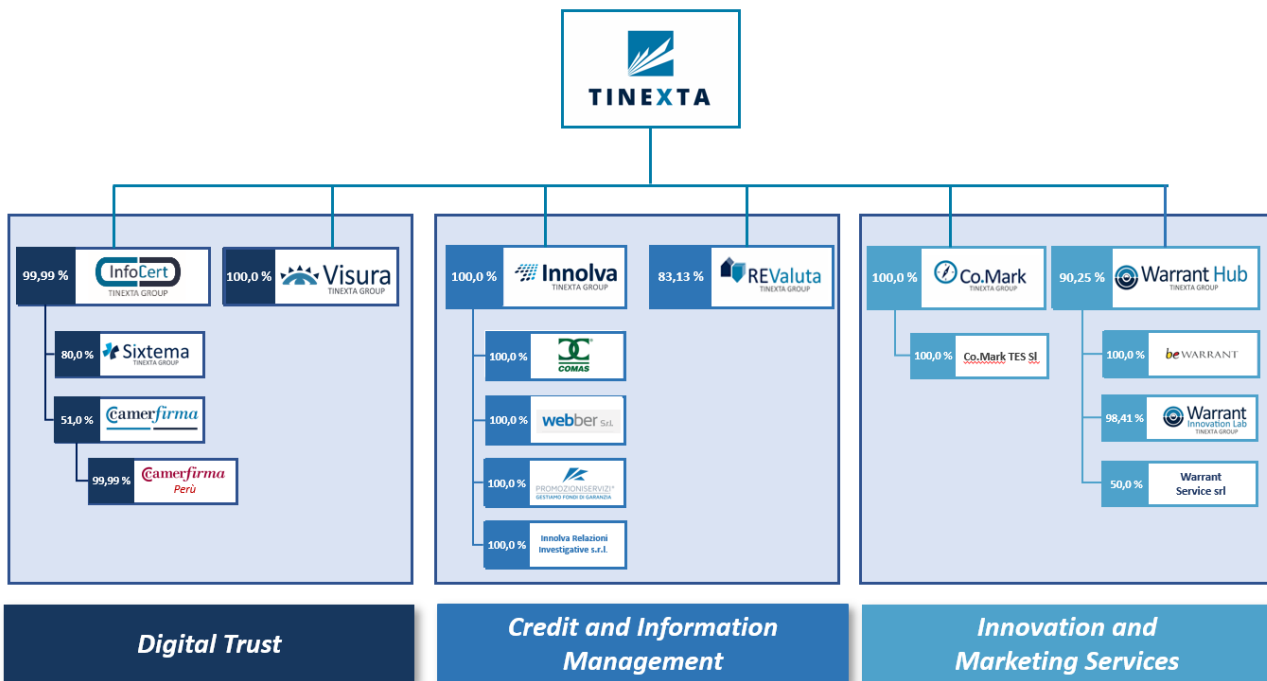 TINEXTA
99,99 %
InfoCert
TINEXTA GROUP
100,0 %
Visura
TINEXTA GROUP
80,0 %
Sixtema
TINEXTA GROUP
51,0 %
Camerfirma
99,99 %
Camerfirma
Perù
100,0 %
Innolva
TINEXTA GROUP
83,13 %
REValuta
TINEXTA GROUP
100,0 %
COMAS
100,0 %
webber S.r.l.
100,0 %
PROMOZIONISERVIZI
GESTIAMO FONDI DI GARANZIA
100,0 %
Innolva Relazioni
Investigative s.r.l.
100,0 %
Co.Mark
TINEXTA GROUP
90,25 %
Warrant Hub
TINEXTA GROUP
100,0 %
Co.Mark TES Sl
100,0 %
beWARRANT
98,41 %
Warrant
Innovation Lab
TINEXTA GROUP
50,0 %
Warrant
Service srl
Digital Trust
Credit and Information
Management
Innovation and
Marketing Services